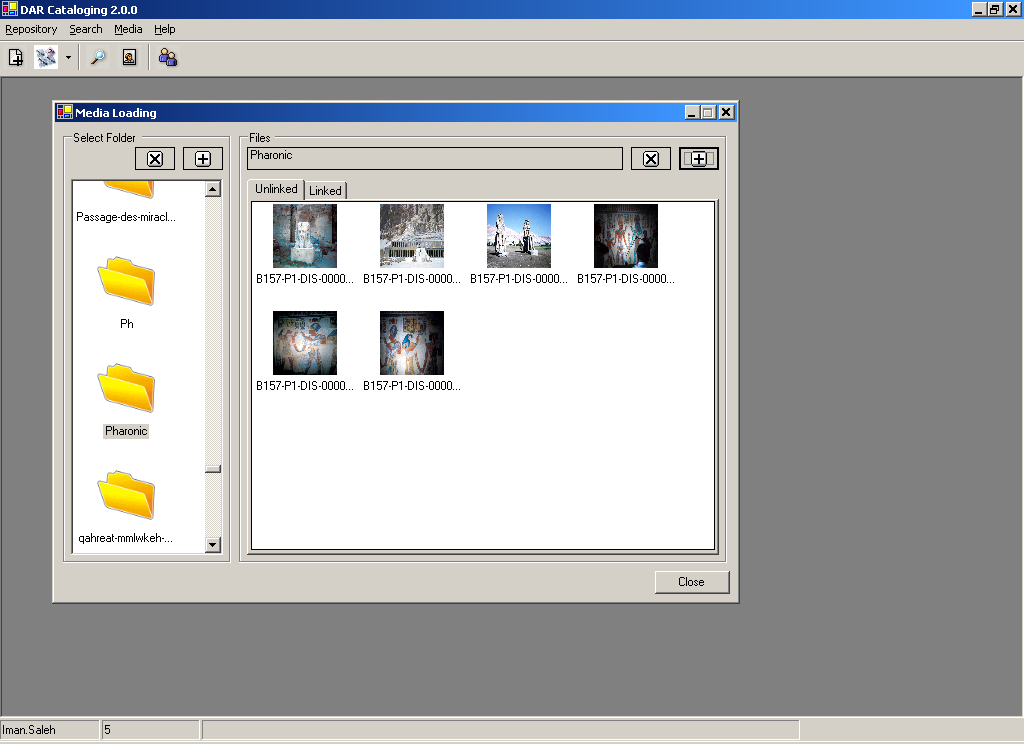 DAR Cataloging 2.0.0
Repository Search Media Help
Media Loading
Select Folder
Files
Pharonic
Unlinked Linked
Passage-des-miracl...
Ph
Pharonic
qahreat-mmlwkeh-...
B157-P1-DIS-0000... B157-P1-DIS-0000... B157-P1-DIS-0000... B157-P1-DIS-0000...
B157-P1-DIS-0000... B157-P1-DIS-0000...
Close
Iman.Saleh 5